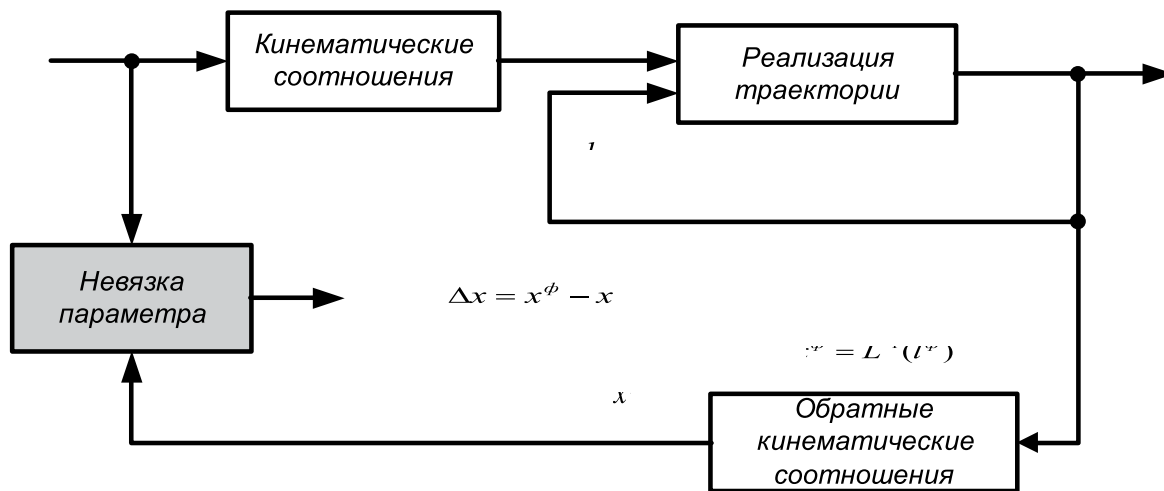 Кинематические
соотношения
Реализация
траектории
Невязка
параметра
Δx = x^ф − x
x
Обратные
кинематические
соотношения